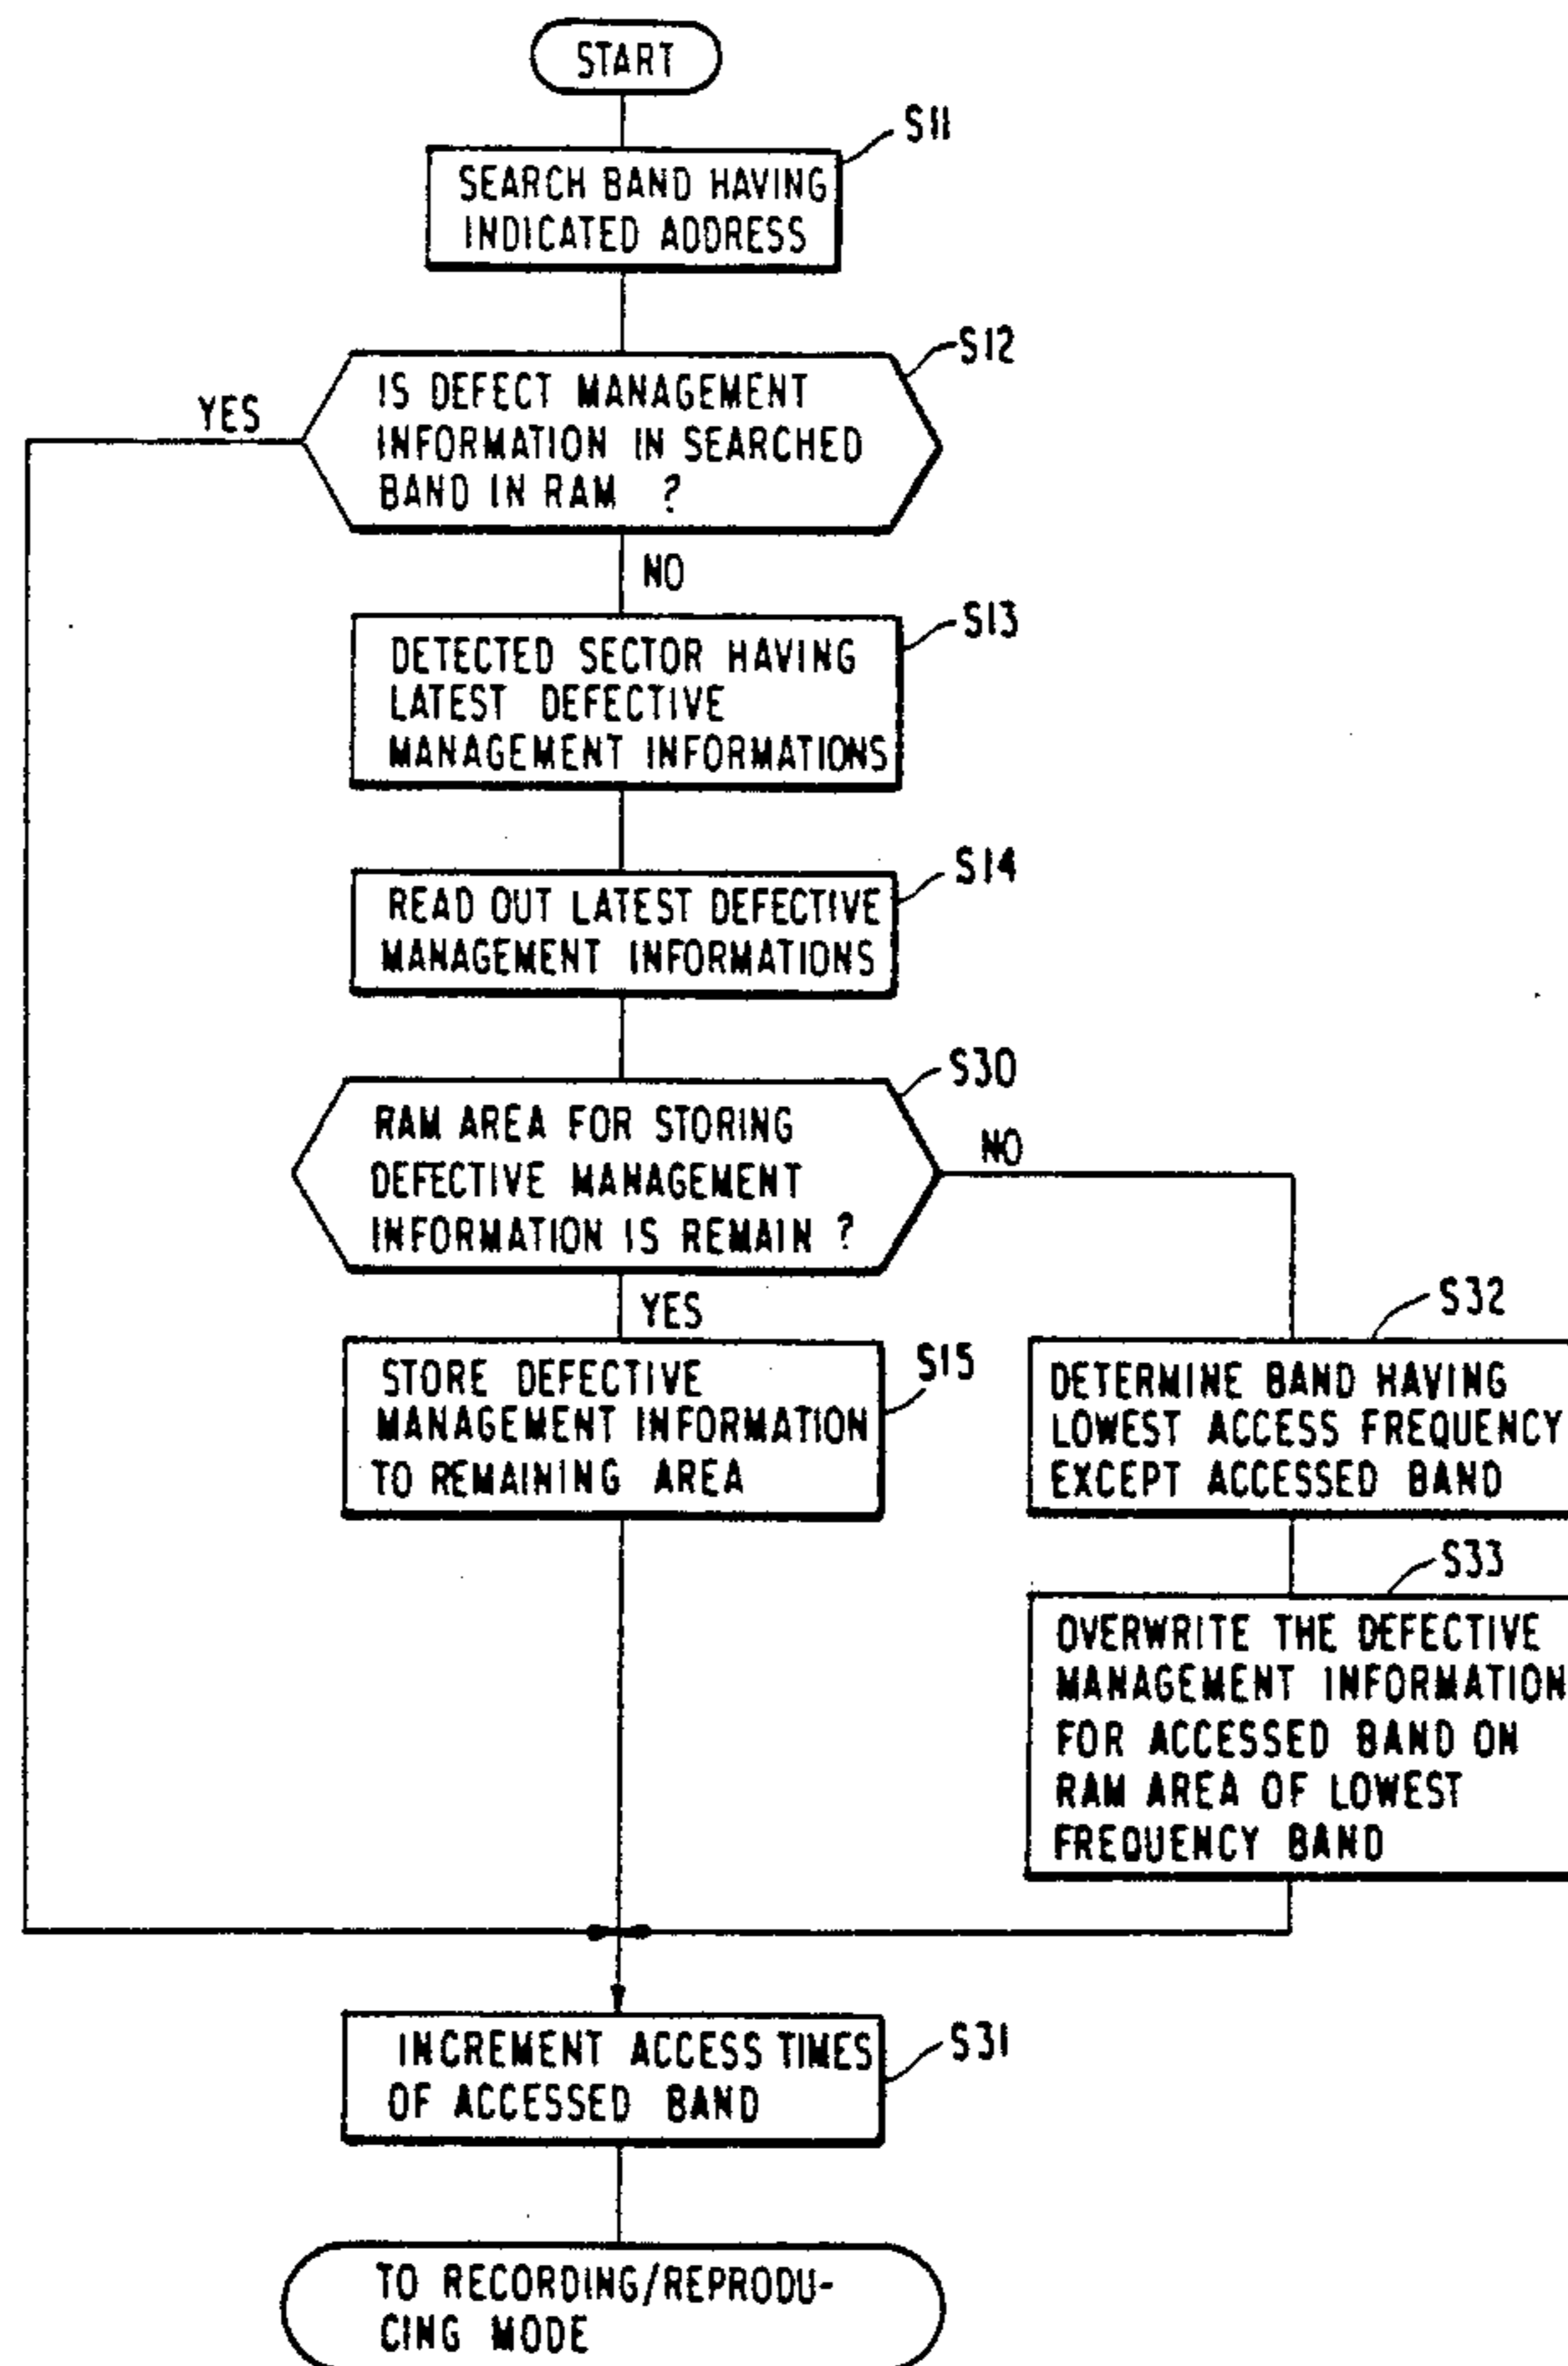 START
S11
SEARCH BAND HAVING
INDICATED ADDRESS
S12
IS DEFECT MANAGEMENT
INFORMATION IN SEARCHED
BAND IN RAM ?
YES
NO
S13
DETECTED SECTOR HAVING
LATEST DEFECTIVE
MANAGEMENT INFORMATIONS
S14
READ OUT LATEST DEFECTIVE
MANAGEMENT INFORMATIONS
S30
RAM AREA FOR STORING
DEFECTIVE MANAGEMENT
INFORMATION IS REMAIN ?
NO
YES
S15
STORE DEFECTIVE
MANAGEMENT INFORMATION
TO REMAINING AREA
S32
DETERMINE BAND HAVING
LOWEST ACCESS FREQUENCY
EXCEPT ACCESSED BAND
S33
OVERWRITE THE DEFECTIVE
MANAGEMENT INFORMATION
FOR ACCESSED BAND ON
RAM AREA OF LOWEST
FREQUENCY BAND
S31
INCREMENT ACCESS TIMES
OF ACCESSED BAND
TO RECORDING/REPRODU-
CING MODE